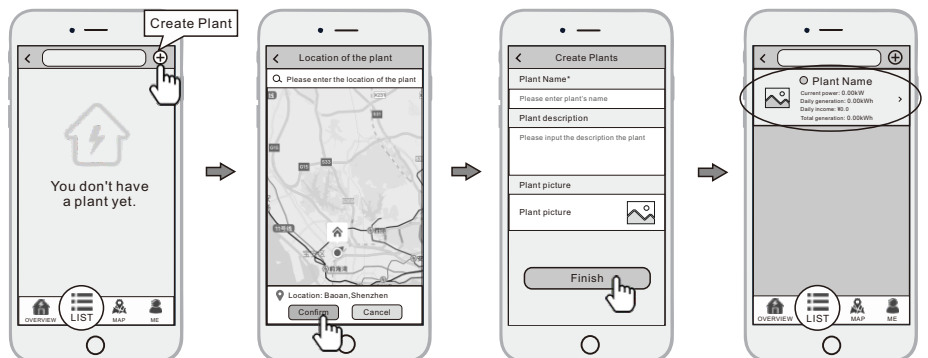 Create Plant
You don't have
a plant yet.
OVERVIEW
LIST
MAP
ME
Location of the plant
Please enter the location of the plant
Location: Baoan,Shenzhen
Confirm
Cancel
Create Plants
Plant Name*
Please enter plant's name
Plant description
Please input the description the plant
Plant picture
Plant picture
Finish
Plant Name
Current power: 0.00kW
Daily generation: 0.00kWh
Daily income: ¥0.0
Total generation: 0.00kWh
OVERVIEW
LIST
MAP
ME